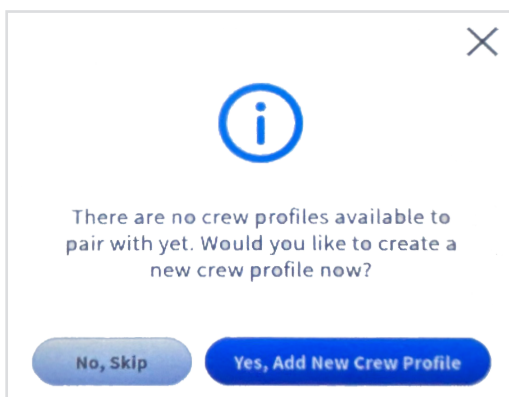 There are no crew profiles available to
pair with yet. Would you like to create a
new crew profile now?
No, Skip
Yes, Add New Crew Profile